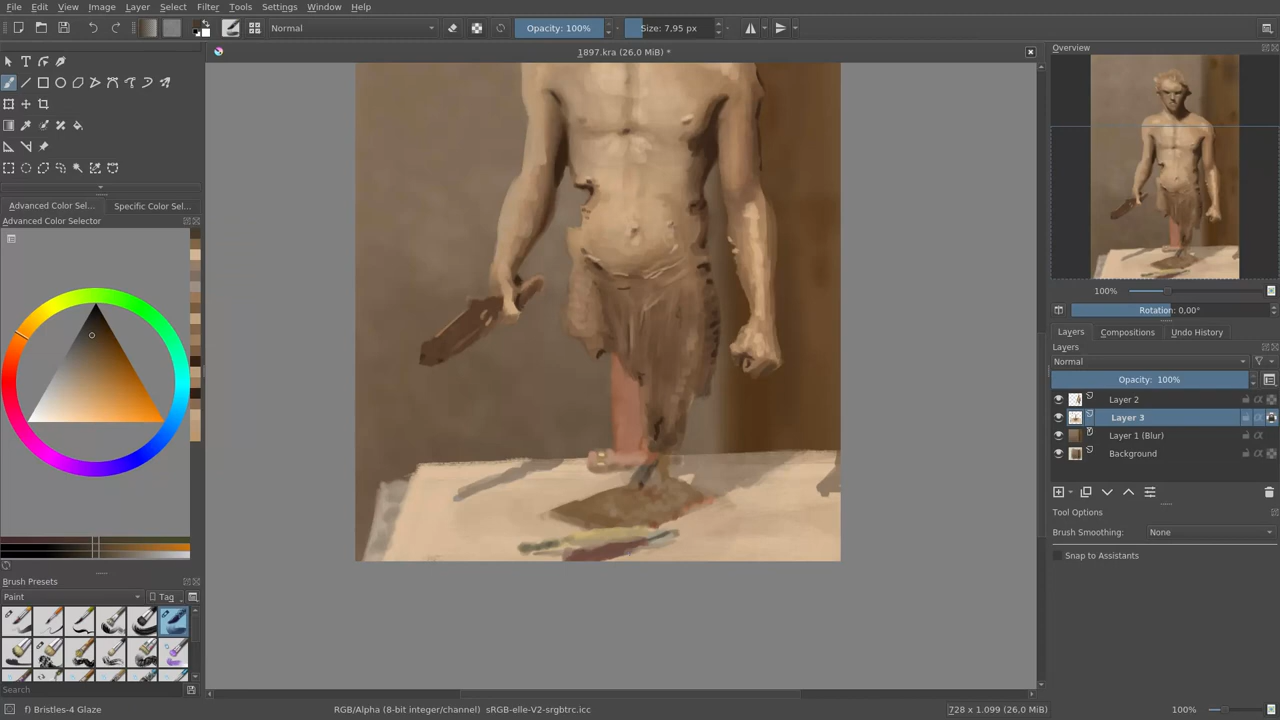 File Edit View Image Layer Select Filter Tools Settings Window Help
Normal Opacity: 100% Size: 7,95 px
1897.kra (26,0 MiB) *
Overview
Advanced Color Sel... Specific Color Sel...
Advanced Color Selector
100%
Rotation: 0,00°
Layers Compositions Undo History
Layers
Normal
Opacity: 100%
Layer 2
Layer 3
Layer 1 (Blur)
Background
Tool Options
Brush Smoothing: None
Snap to Assistants
Brush Presets
Paint Tag
Search
f) Bristles-4 Glaze RGB/Alpha (8-bit integer/channel) sRGB-elle-V2-srgbtrc.icc 728 x 1.099 (26,0 MiB) 100%